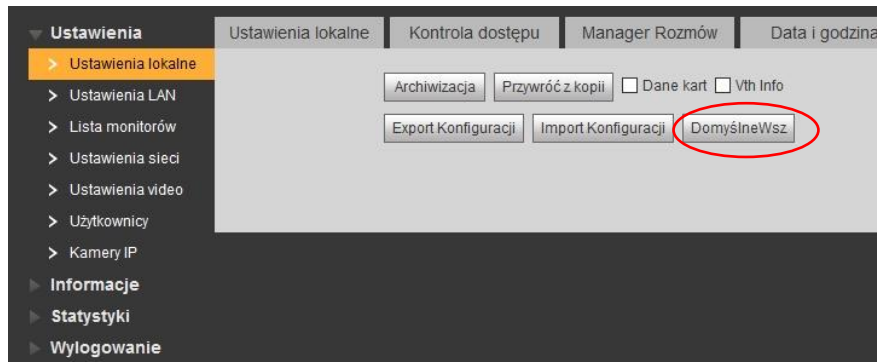 Ustawienia
Ustawienia lokalne
Ustawienia LAN
Lista monitorów
Ustawienia sieci
Ustawienia video
Użytkownicy
Kamery IP
Informacje
Statystyki
Wylogowanie
Ustawienia lokalne Kontrola dostępu Manager Rozmów Data i godzina
Archiwizacja Przywróć z kopii Dane kart Vth Info
Export Konfiguracji Import Konfiguracji DomyślneWsz